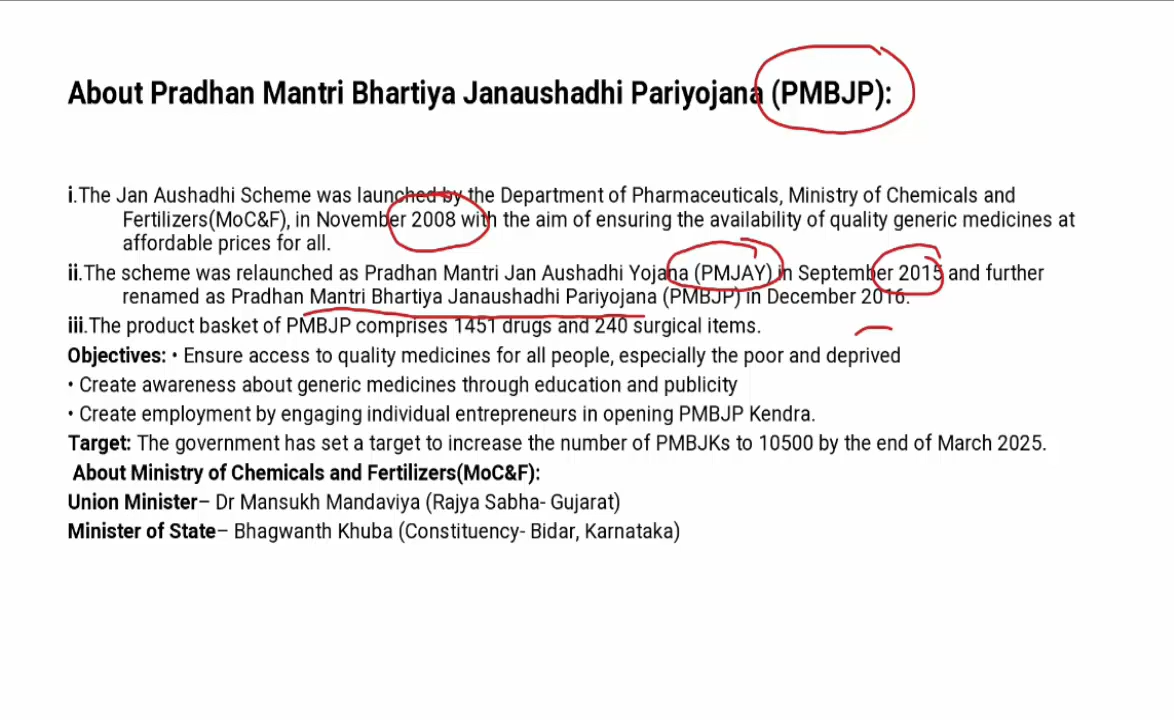 About Pradhan Mantri Bhartiya Janaushadhi Pariyojana (PMBJP):
i.The Jan Aushadhi Scheme was launched by the Department of Pharmaceuticals, Ministry of Chemicals and
Fertilizers(MoC&F), in November 2008 with the aim of ensuring the availability of quality generic medicines at
affordable prices for all.
ii.The scheme was relaunched as Pradhan Mantri Jan Aushadhi Yojana (PMJAY) in September 2015 and further
renamed as Pradhan Mantri Bhartiya Janaushadhi Pariyojana (PMBJP) in December 2016.
iii.The product basket of PMBJP comprises 1451 drugs and 240 surgical items.
Objectives: • Ensure access to quality medicines for all people, especially the poor and deprived
• Create awareness about generic medicines through education and publicity
• Create employment by engaging individual entrepreneurs in opening PMBJP Kendra.
Target: The government has set a target to increase the number of PMBJKs to 10500 by the end of March 2025.
About Ministry of Chemicals and Fertilizers(MoC&F):
Union Minister– Dr Mansukh Mandaviya (Rajya Sabha- Gujarat)
Minister of State– Bhagwanth Khuba (Constituency- Bidar, Karnataka)